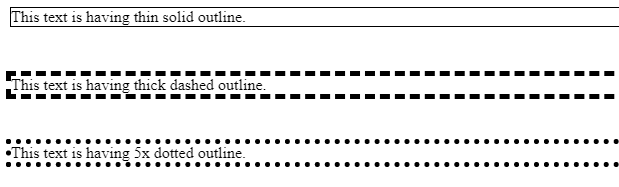 This text is having thin solid outline.
This text is having thick dashed outline.
This text is having 5x dotted outline.